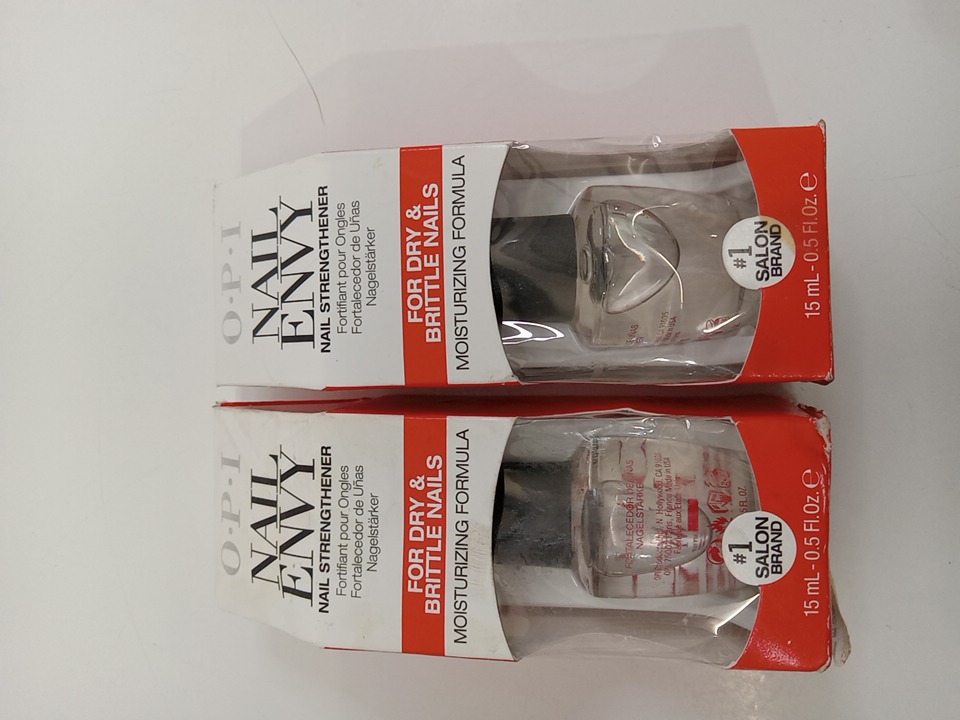 O·P·I
NAIL
ENVY
NAIL STRENGTHENER
Fortifiant pour Ongles
Fortalecedor de Uñas
Nagelstärker
FOR DRY &
BRITTLE NAILS
MOISTURIZING FORMULA
#1
SALON
BRAND
15 mL - 0.5 Fl.Oz. ℮
O·P·I
NAIL
ENVY
NAIL STRENGTHENER
Fortifiant pour Ongles
Fortalecedor de Uñas
Nagelstärker
FOR DRY &
BRITTLE NAILS
MOISTURIZING FORMULA
FORTALECEDOR DE UÑAS
NAGELSTÄRKER
#1
SALON
BRAND
15 mL - 0.5 Fl.Oz. ℮